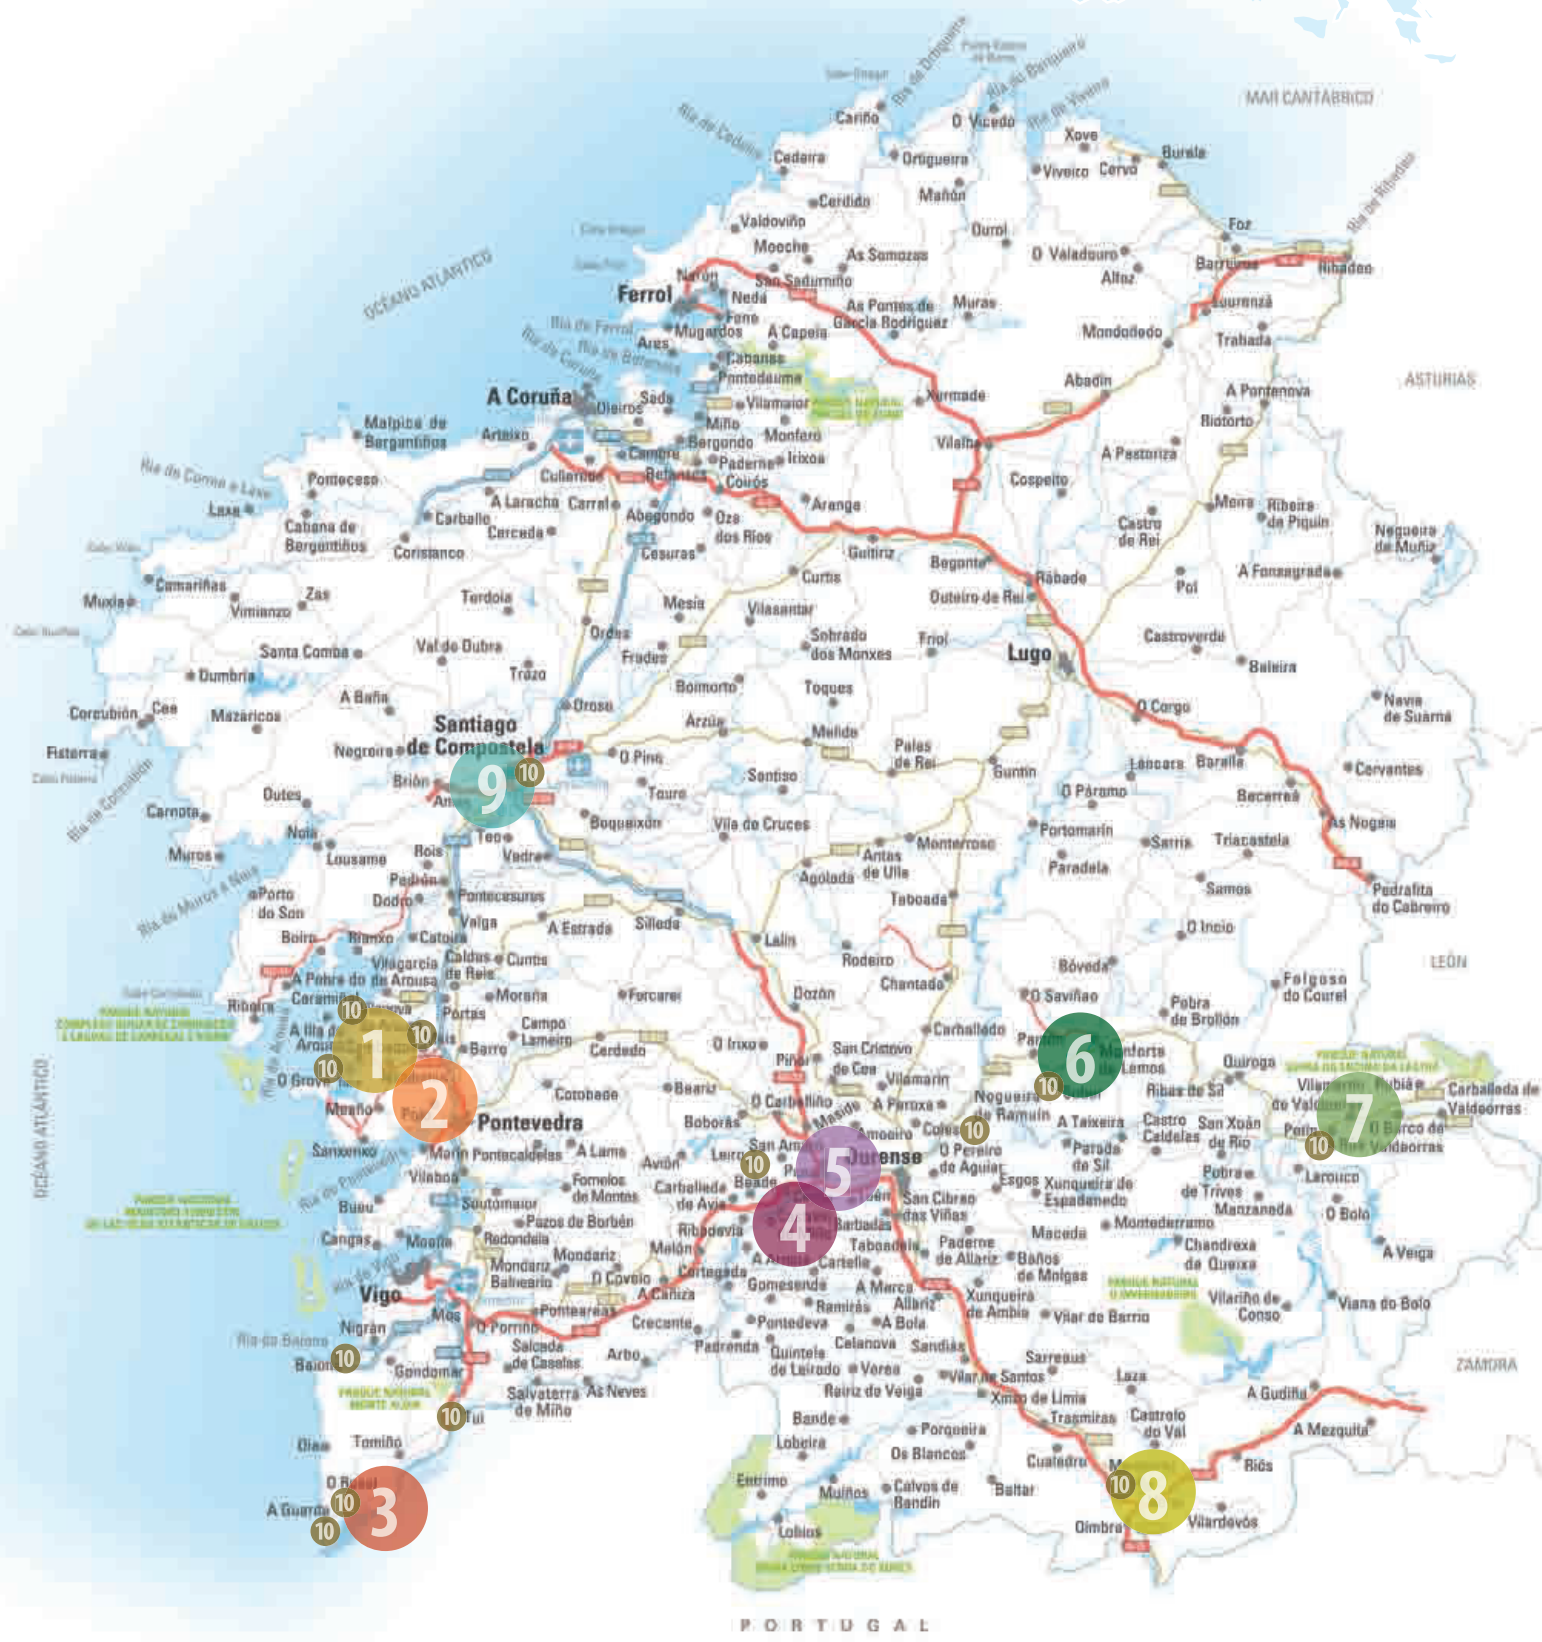 MAR CANTÁBRICO
Ría de Ortigueira
Ría do Barqueiro
Ría de Viveiro
Ría de Cedeira
Ría de Ribadeo
OCÉANO ATLÁNTICO
Cariño
O Vicedo
Xove
Burela
Cedeira
Ortigueira
Viveiro
Cervo
Cerdido
Mañón
Valdoviño
Ourol
Foz
Moeche
As Somozas
O Valadouro
Alfoz
Barreiros
Ribadeo
Narón
San Sadurniño
Ferrol
Neda
As Pontes de
García Rodríguez
Muras
Lourenzá
Fene
Mugardos
A Capela
Mondoñedo
Trabada
Ría de Ferrol
Ares
Cabanas
Pontedeume
Abadín
A Pontenova
ASTURIAS
A Coruña
Oleiros
Sada
Vilamaior
Xermade
Riotorto
Malpica de
Bergantiños
Arteixo
Miño
Bergondo
Monfero
Vilalba
Cambre
Paderne
Irixoa
A Pastoriza
Ría de Corme e Laxe
Ponteceso
Culleredo
Betanzos
Coirós
Cospeito
Laxe
A Laracha
Carral
Aranga
Meira
Ribeira
de Piquín
Cabana de
Bergantiños
Carballo
Abegondo
Oza
dos Ríos
Castro
de Rei
Negueira
de Muñiz
Cerceda
Coristanco
Cesuras
Guitiriz
Begonte
Camariñas
Curtis
Rábade
Pol
A Fonsagrada
Muxía
Vimianzo
Zas
Tordoia
Mesía
Vilasantar
Outeiro de Rei
Ordes
Sobrado
dos Monxes
Friol
Castroverde
Santa Comba
Val do Dubra
Frades
Lugo
Baleira
Dumbría
Trazo
Boimorto
Toques
A Baña
Oroso
O Corgo
Navia
de Suarna
Corcubión
Cee
Mazaricos
Santiago
de Compostela
Arzúa
Melide
Fisterra
Negreira
O Pino
Palas
de Rei
Guntín
Láncara
Baralla
Cervantes
Brión
9
10
Santiso
Touro
O Páramo
Becerreá
Outes
Carnota
Boqueixón
Vila de Cruces
Portomarín
As Nogais
Noia
Teo
Monterroso
Sarria
Triacastela
Muros
Lousame
Rois
Vedra
Antas
de Ulla
Paradela
Padrón
Agolada
Samos
Pedrafita
do Cebreiro
Ría de Muros e Noia
Porto
do Son
Dodro
Pontecesures
Taboada
Valga
A Estrada
Silleda
O Incio
Boiro
Rianxo
Catoira
Lalín
Vilagarcía
de Arousa
Caldas
de Reis
Cuntis
Rodeiro
Bóveda
LEÓN
A Pobra do
Caramiñal
Chantada
Folgoso
do Courel
Ribeira
Moraña
Forcarei
Dozón
O Saviñao
Pobra
de Brollón
10
Portas
Campo
Lameiro
Carballedo
1
10
Barro
Cerdedo
O Irixo
Piñor
San Cristovo
de Cea
6
Monforte
de Lemos
Quiroga
10
O Grove
2
Cotobade
Beariz
Vilamarín
10
Ribas de Sil
7
Carballeda de
Valdeorras
Meaño
O Carballiño
Maside
A Peroxa
Nogueira
de Ramuín
Pontevedra
Boborás
Amoeiro
Coles
10
A Teixeira
Castro
Caldelas
San Xoán
de Río
10
O Barco de
Valdeorras
Sanxenxo
Marín
Pontecaldelas
A Lama
Avión
Leiro
10
5
Ourense
O Pereiro
de Aguiar
Parada
de Sil
Larouco
Vilaboa
Fornelos
de Montes
Beade
Esgos
Xunqueira de
Espadanedo
Pobra
de Trives
Manzaneda
Ría de Pontevedra
Carballeda
de Avia
San Cibrao
das Viñas
Bueu
Soutomaior
Pazos de Borbén
Ribadavia
4
Barbadás
Maceda
Montederramo
O Bolo
Cangas
Moaña
Redondela
Mondariz
Melón
Taboadela
Paderne
de Allariz
Baños
de Molgas
Chandrexa
de Queixa
A Veiga
Ría de Vigo
Mondariz
Balneario
O Covelo
Cortegada
Cartelle
Vigo
A Cañiza
Gomesende
A Merca
Xunqueira
de Ambía
Vilariño de
Conso
Viana do Bolo
Mos
Ponteareas
Ramirás
Allariz
Vilar de Barrio
Nigrán
O Porriño
Crecente
Pontedeva
A Bola
Ría de Baiona
Salceda
de Caselas
Arbo
Padrenda
Quintela
de Leirado
Celanova
Sandiás
Sarreaus
ZAMORA
Baiona
10
Gondomar
Verea
Vilar de Santos
Laza
Salvaterra
de Miño
As Neves
Rairiz de Veiga
Xinzo de Limia
A Gudiña
10
Tui
Bande
Porqueira
Trasmiras
Castrelo
do Val
A Mezquita
Oia
Tomiño
Lobeira
Os Blancos
Cualedro
Riós
O Rosal
Entrimo
Muíños
Calvos de
Randín
Baltar
10
8
A Guarda
10
3
Lobios
Oímbra
Vilardevós
10
OCÉANO ATLÁNTICO
PORTUGAL